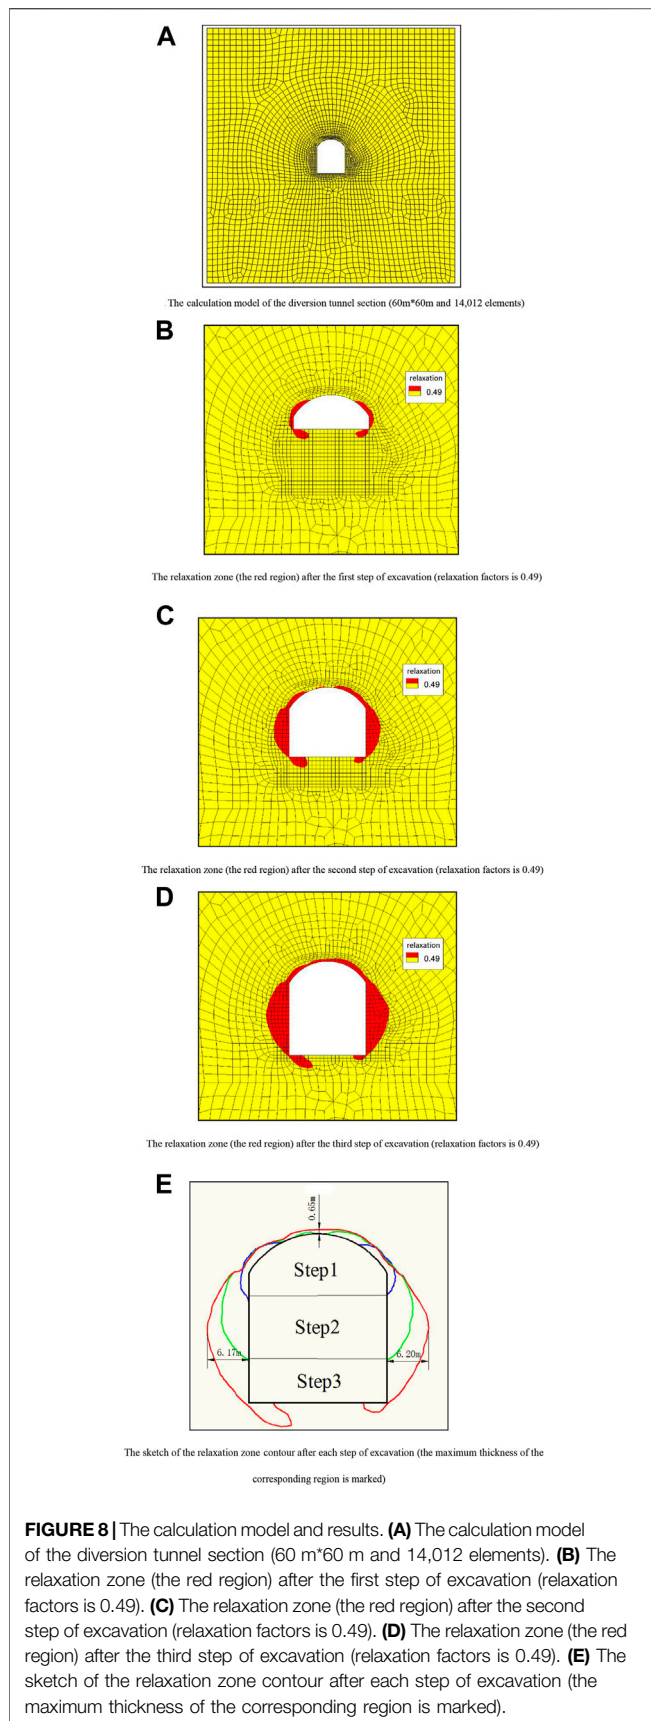 A
The calculation model of the diversion tunnel section (60m*60m and 14,012 elements)
B
relaxation
0.49
The relaxation zone (the red region) after the first step of excavation (relaxation factors is 0.49)
C
relaxation
0.49
The relaxation zone (the red region) after the second step of excavation (relaxation factors is 0.49)
D
relaxation
0.49
The relaxation zone (the red region) after the third step of excavation (relaxation factors is 0.49)
E
0.65m
Step1
Step2
6.17m
6.20m
Step3
The sketch of the relaxation zone contour after each step of excavation (the maximum thickness of the
corresponding region is marked)
FIGURE 8 | The calculation model and results. (A) The calculation model
of the diversion tunnel section (60 m*60 m and 14,012 elements). (B) The
relaxation zone (the red region) after the first step of excavation (relaxation
factors is 0.49). (C) The relaxation zone (the red region) after the second
step of excavation (relaxation factors is 0.49). (D) The relaxation zone (the red
region) after the third step of excavation (relaxation factors is 0.49). (E) The
sketch of the relaxation zone contour after each step of excavation (the
maximum thickness of the corresponding region is marked).